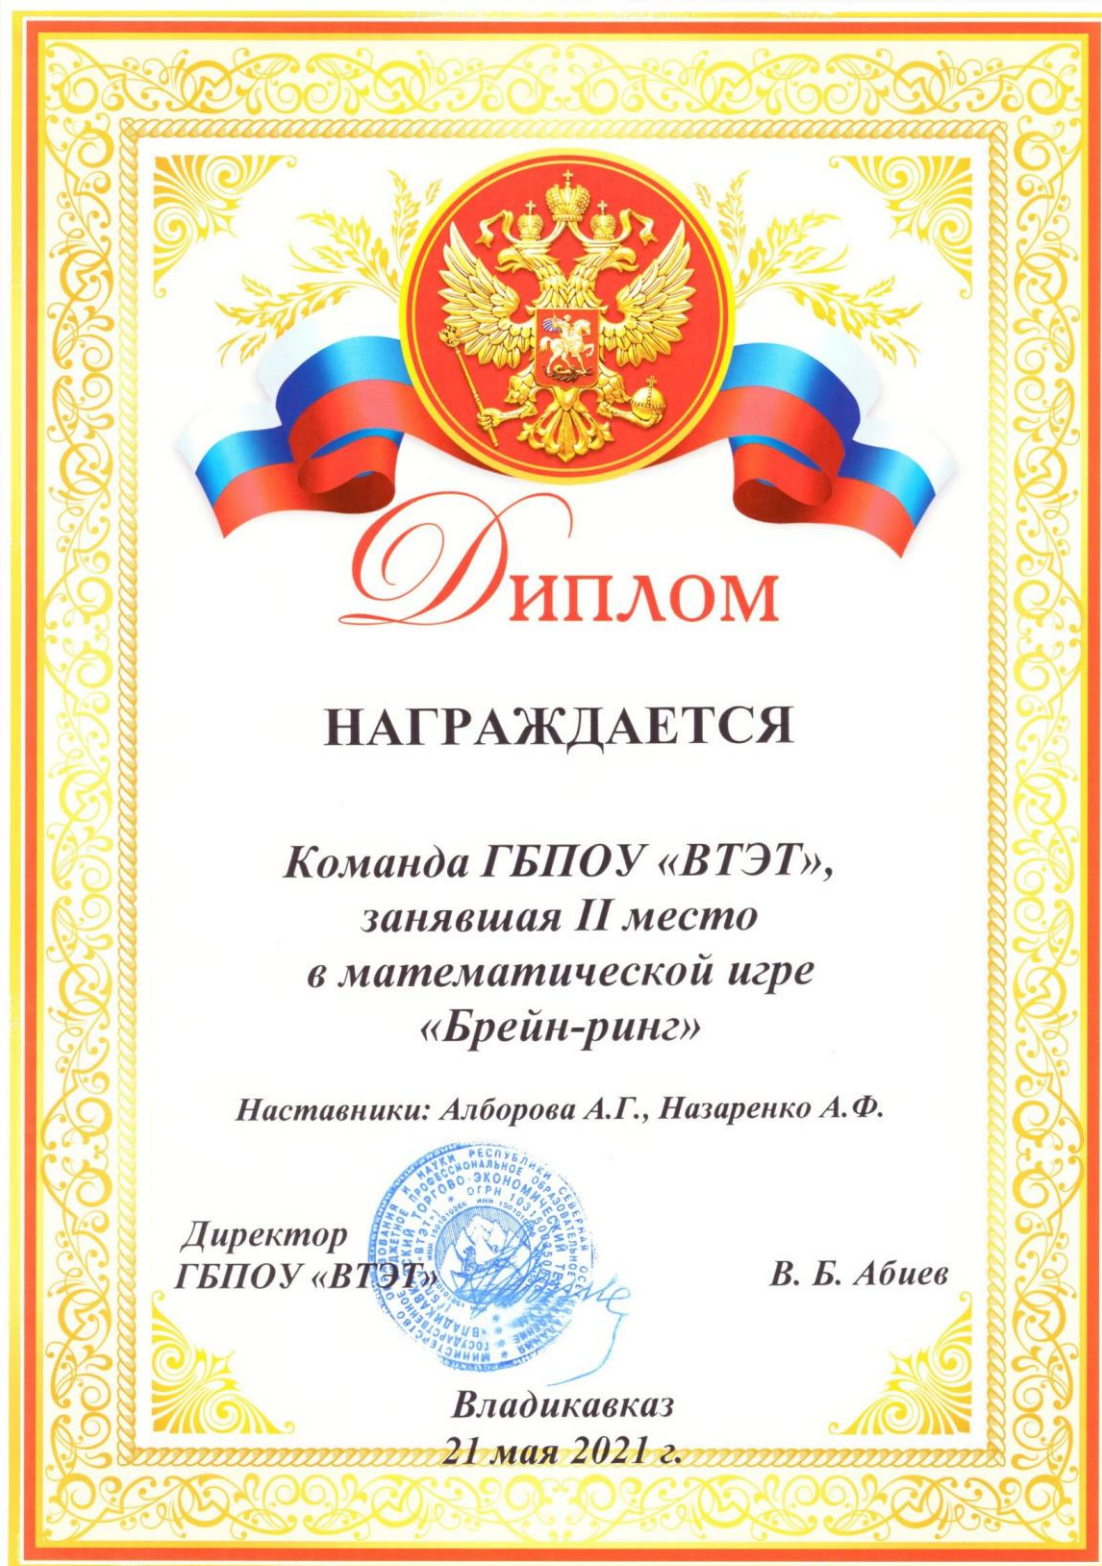 Диплом
НАГРАЖДАЕТСЯ
Команда ГБПОУ «ВТЭТ»,
занявшая II место
в математической игре
«Брейн-ринг»
Наставники: Алборова А.Г., Назаренко А.Ф.
Директор
ГБПОУ «ВТЭТ»
В. Б. Абиев
Владикавказ
21 мая 2021 г.